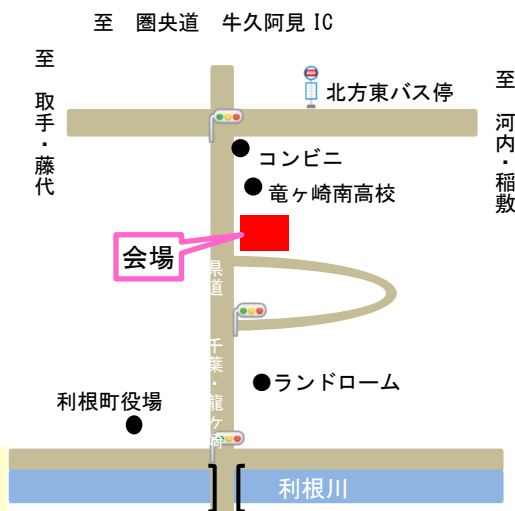 至 圏央道 牛久阿見 IC
至 取手・藤代
至 河内・稲敷
北方東バス停
コンビニ
竜ヶ崎南高校
会場
県道 千葉・龍ヶ崎
ランドローム
利根町役場
利根川